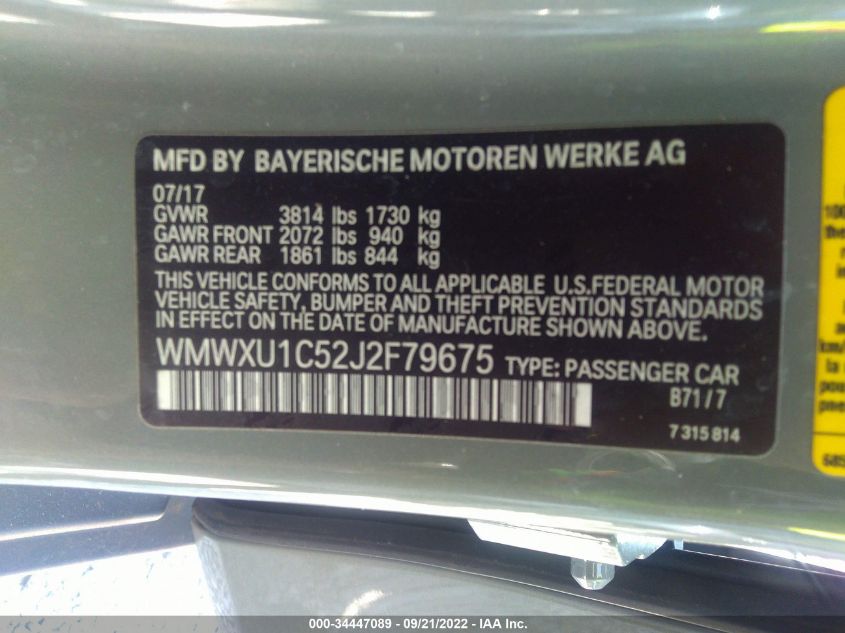 MFD BY BAYERISCHE MOTOREN WERKE AG
07/17
GVWR 3814 lbs 1730 kg
GAWR FRONT 2072 lbs 940 kg
GAWR REAR 1861 lbs 844 kg
THIS VEHICLE CONFORMS TO ALL APPLICABLE U.S.FEDERAL MOTOR
VEHICLE SAFETY, BUMPER AND THEFT PREVENTION STANDARDS
IN EFFECT ON THE DATE OF MANUFACTURE SHOWN ABOVE.
WMWXU1C52J2F79675 TYPE: PASSENGER CAR
B71/7
7315814
la
000-34447089 - 09/21/2022 - IAA Inc.